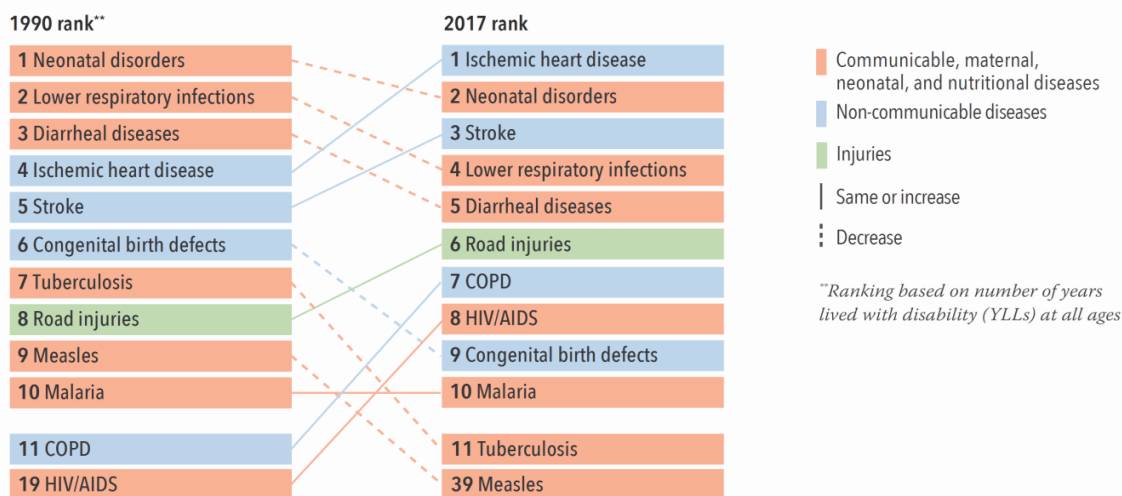 1990 rank**
1 Neonatal disorders
2 Lower respiratory infections
3 Diarrheal diseases
4 Ischemic heart disease
5 Stroke
6 Congenital birth defects
7 Tuberculosis
8 Road injuries
9 Measles
10 Malaria
11 COPD
19 HIV/AIDS
2017 rank
1 Ischemic heart disease
2 Neonatal disorders
3 Stroke
4 Lower respiratory infections
5 Diarrheal diseases
6 Road injuries
7 COPD
8 HIV/AIDS
9 Congenital birth defects
10 Malaria
11 Tuberculosis
39 Measles
Communicable, maternal,
neonatal, and nutritional diseases
Non-communicable diseases
Injuries
Same or increase
Decrease
**Ranking based on number of years
lived with disability (YLLs) at all ages